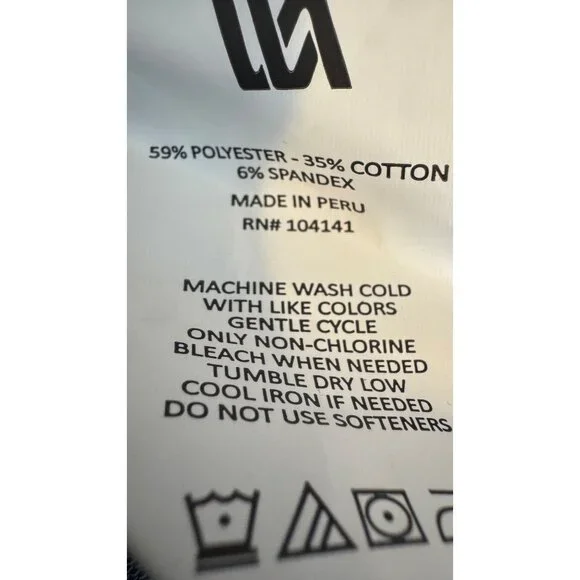 59% POLYESTER - 35% COTTON
6% SPANDEX
MADE IN PERU
RN# 104141
MACHINE WASH COLD
WITH LIKE COLORS
GENTLE CYCLE
ONLY NON-CHLORINE
BLEACH WHEN NEEDED
TUMBLE DRY LOW
COOL IRON IF NEEDED
DO NOT USE SOFTENERS